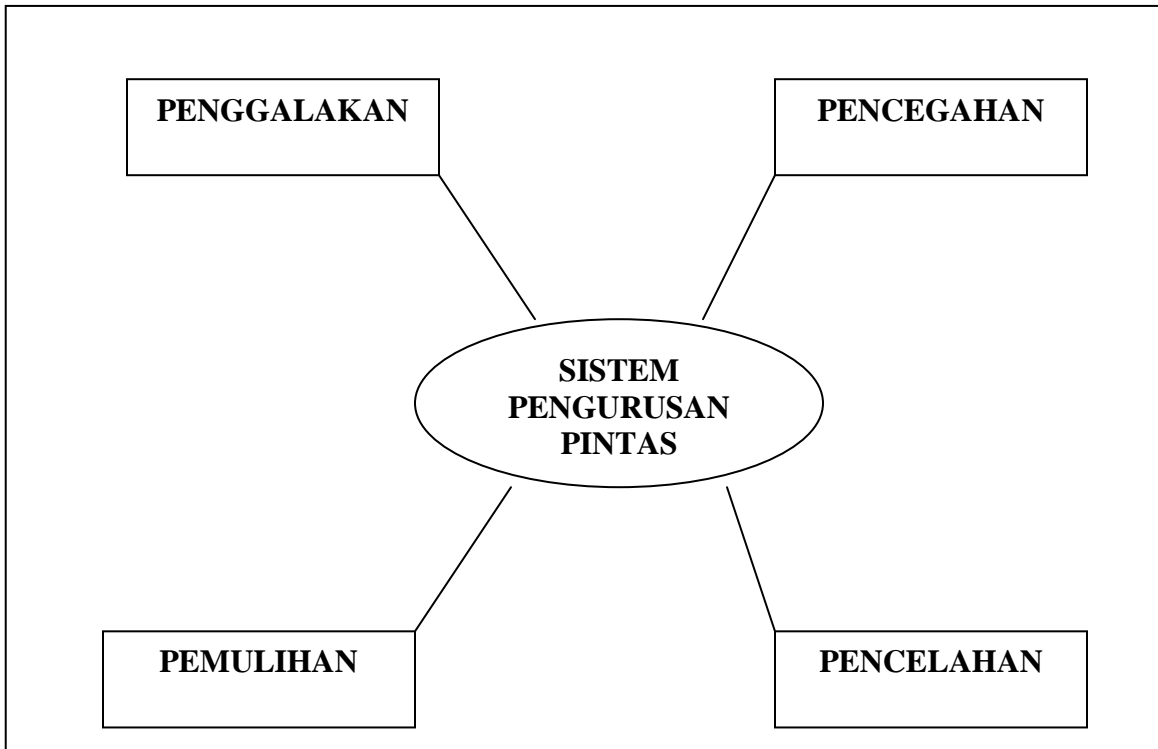 PENGGALAKAN
PENCEGAHAN
SISTEM
PENGURUSAN
PINTAS
PEMULIHAN
PENCELAHAN